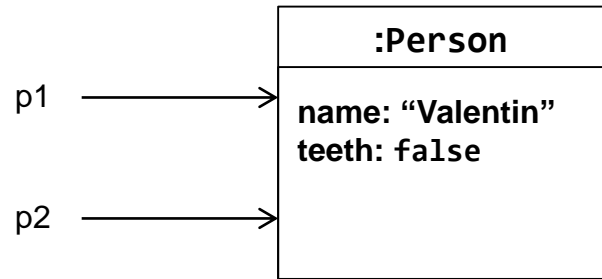 :Person
p1
name: “Valentin”
teeth: false
p2